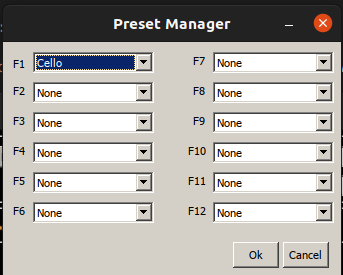 Preset Manager
F1 Cello F7 None
F2 None F8 None
F3 None F9 None
F4 None F10 None
F5 None F11 None
F6 None F12 None
Ok Cancel